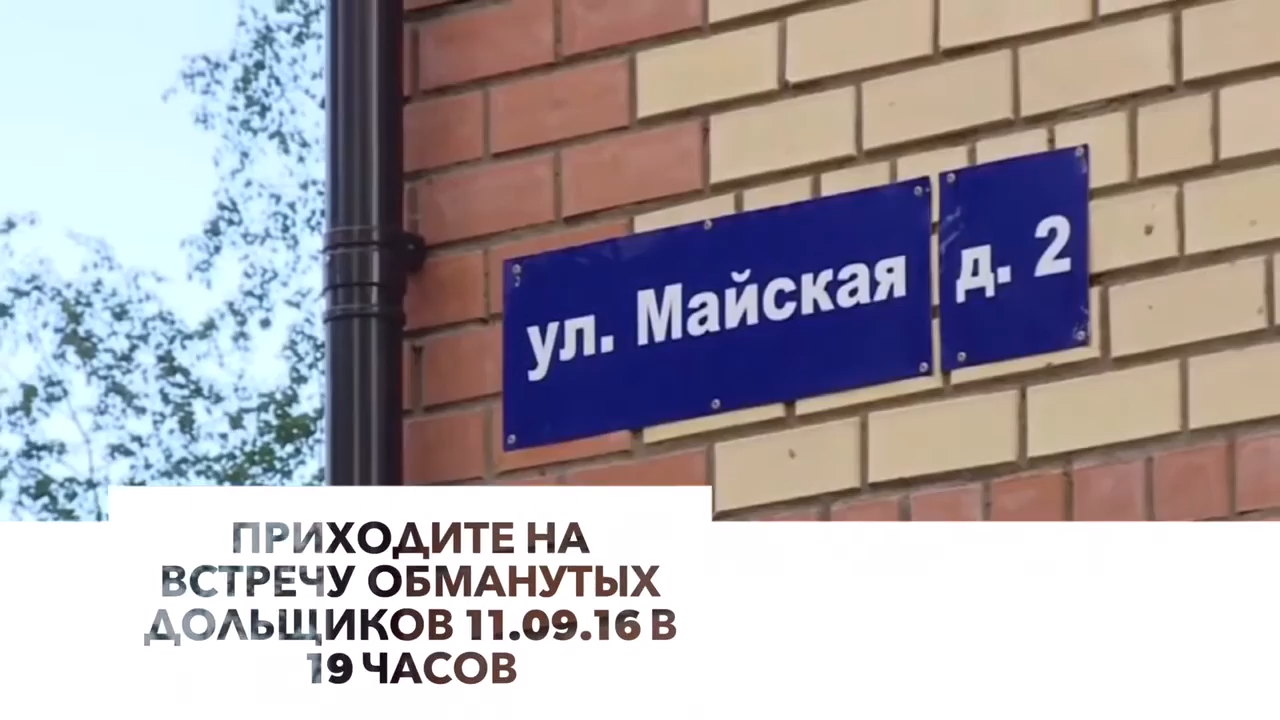 ул. Майская д. 2
ПРИХОДИТЕ НА
ВСТРЕЧУ ОБМАНУТЫХ
ДОЛЬЩИКОВ 11.09.16 В
19 ЧАСОВ